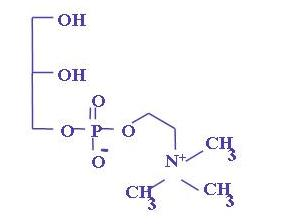 OH
OH
O
O P O
O-
N+ CH3
CH3 CH3